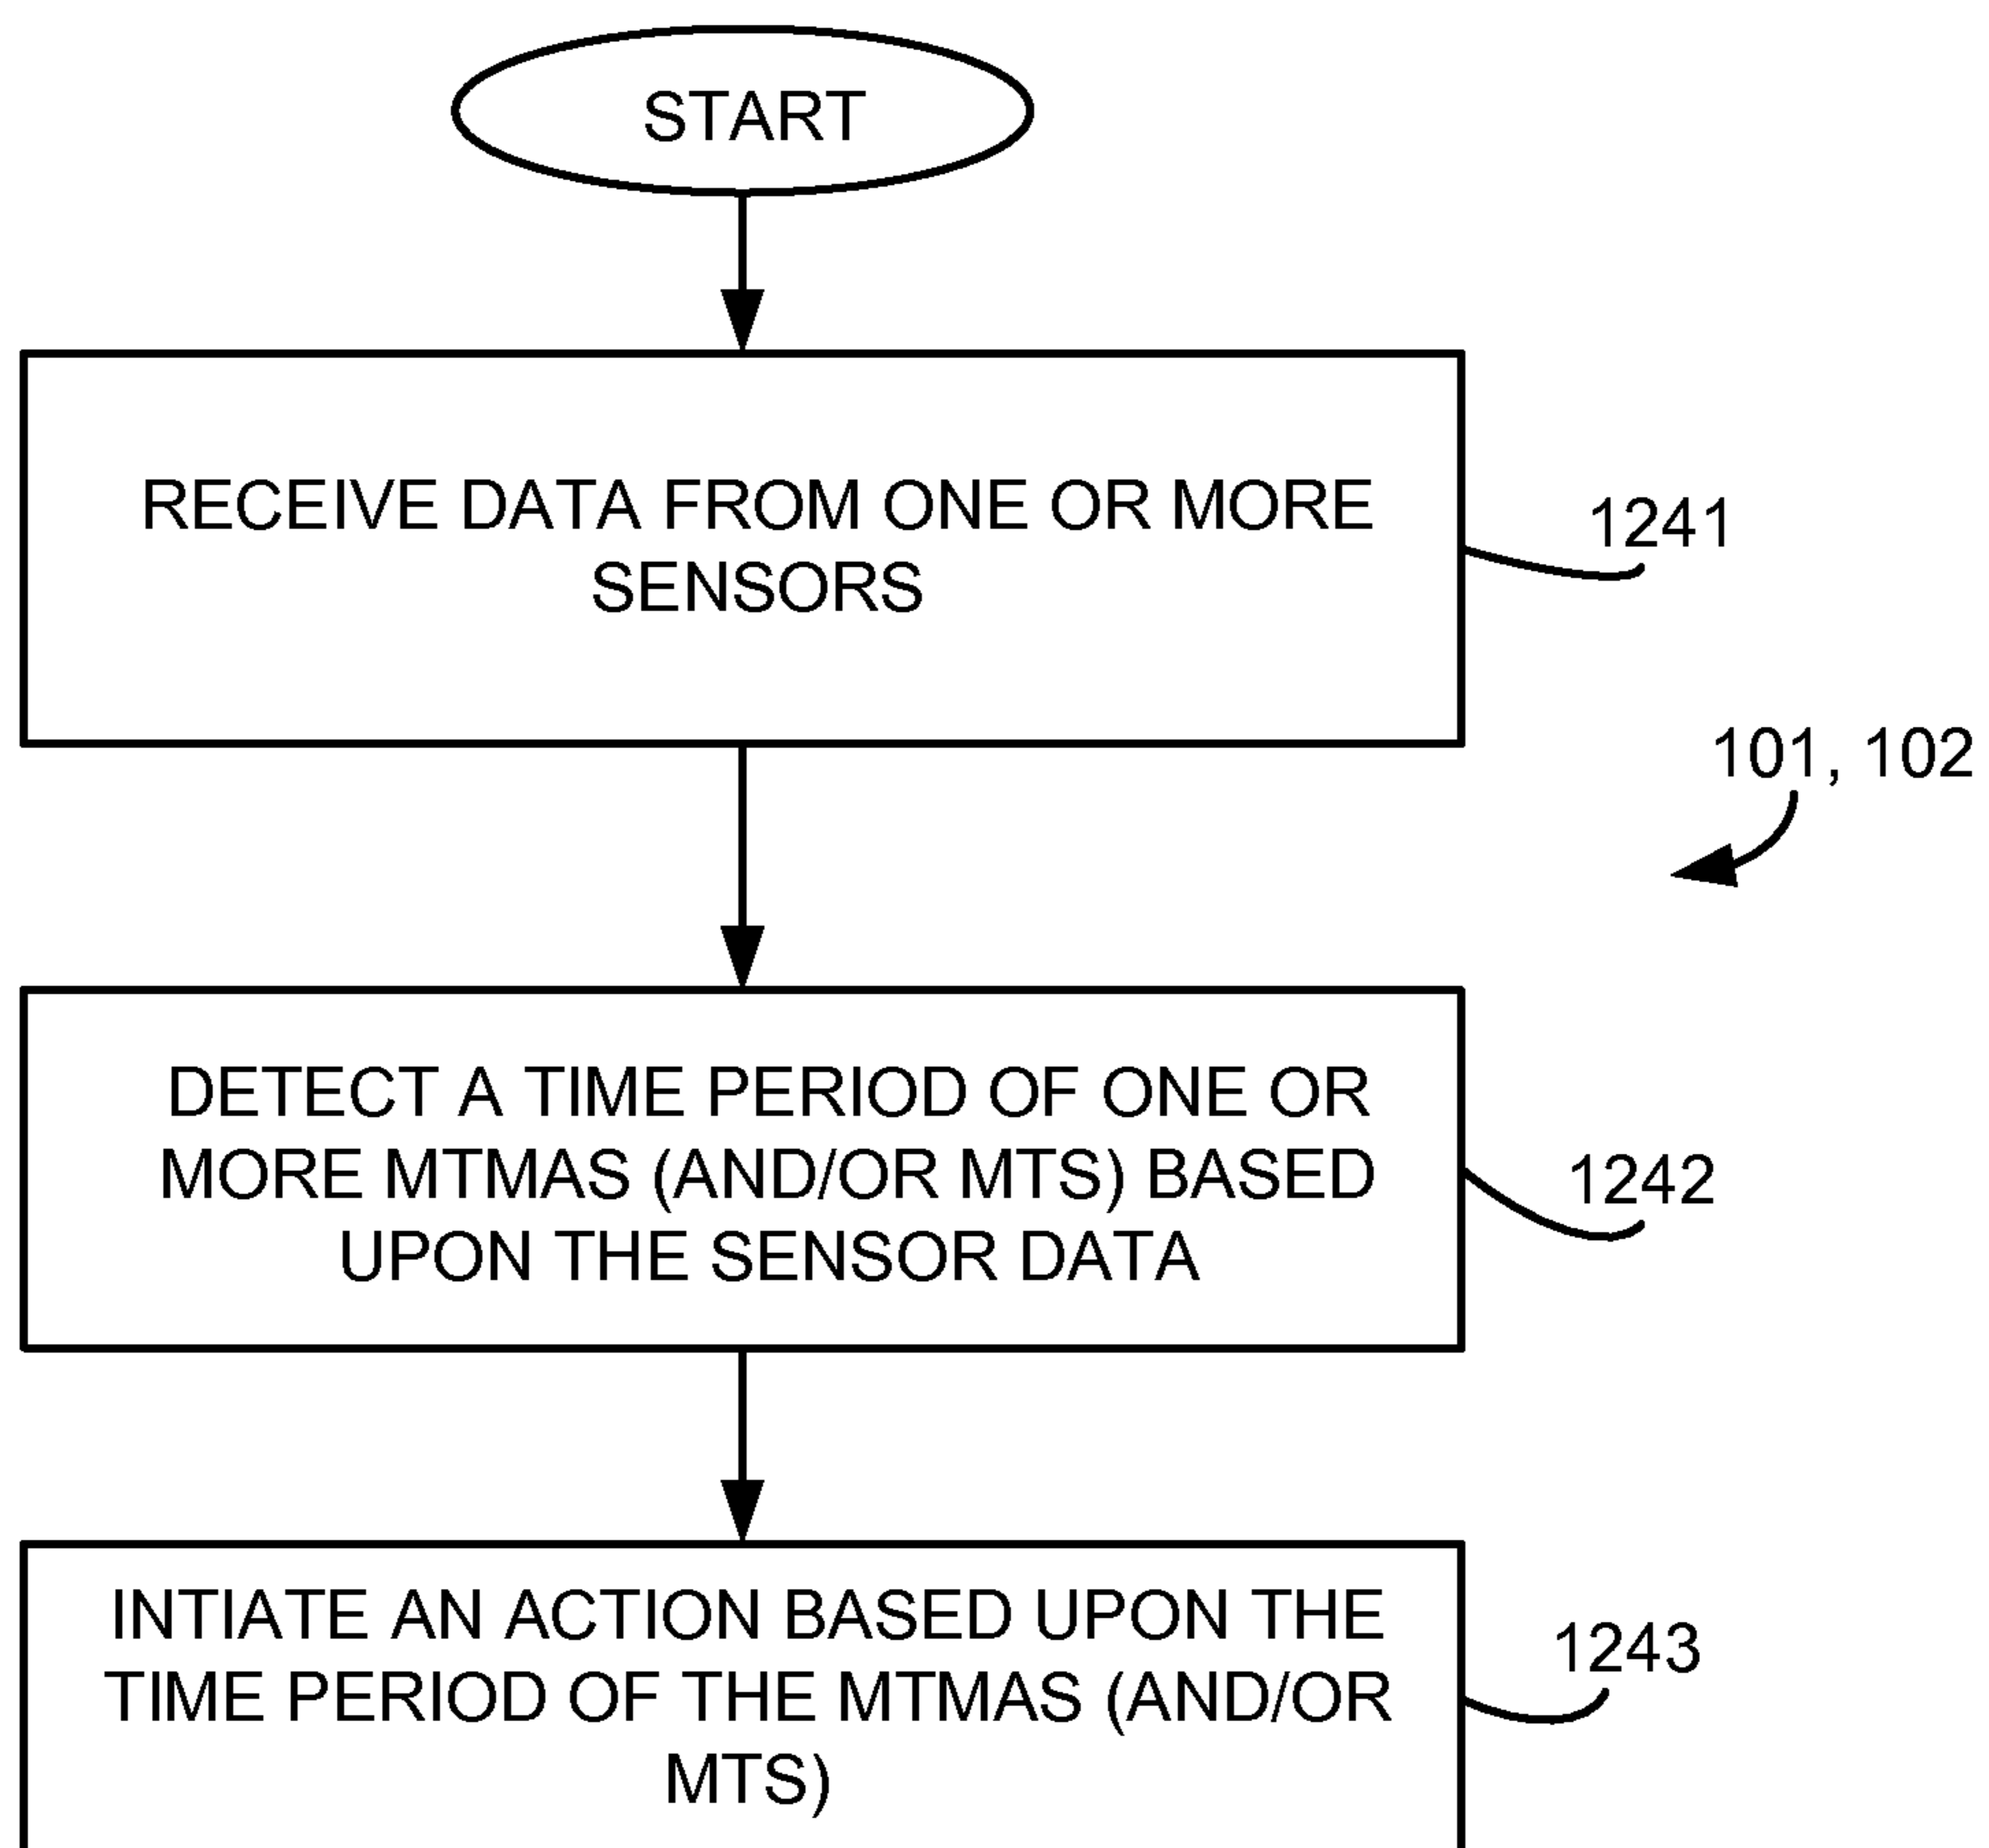 START
RECEIVE DATA FROM ONE OR MORE
SENSORS
1241
101, 102
DETECT A TIME PERIOD OF ONE OR
MORE MTMAS (AND/OR MTS) BASED
UPON THE SENSOR DATA
1242
INTIATE AN ACTION BASED UPON THE
TIME PERIOD OF THE MTMAS (AND/OR
MTS)
1243